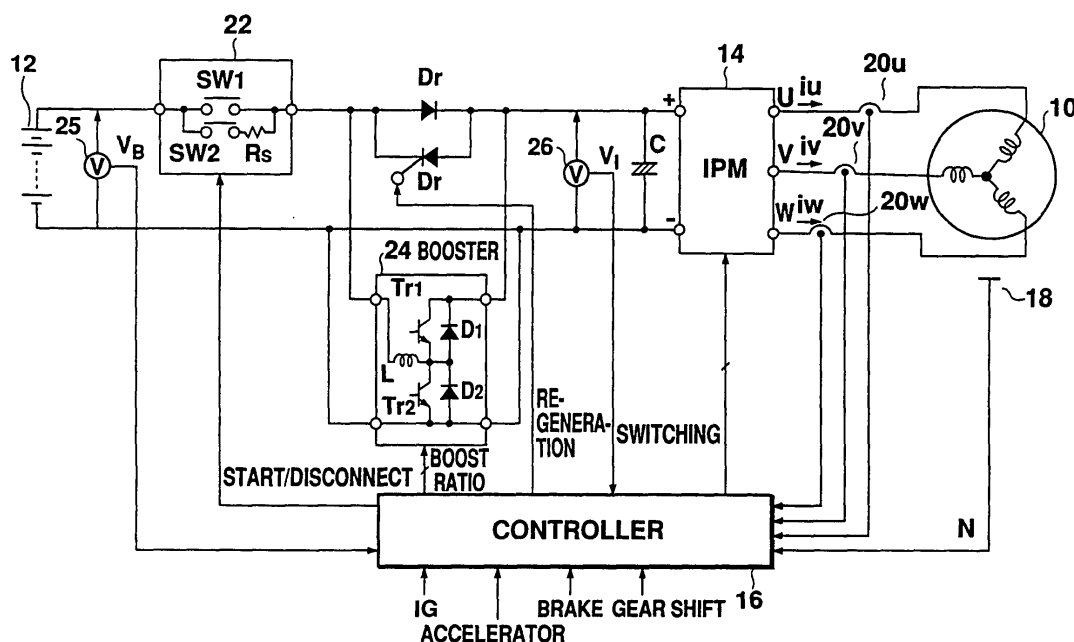 22
12
SW1
SW2
Rs
25
V
VB
Dr
Dr
26
V
VI
C
+
-
14
IPM
U iu
V iv
W iw
20u
20v
20w
10
18
24 BOOSTER
Tr1
D1
L
Tr2
D2
START/DISCONNECT
BOOST
RATIO
RE-
GENERA-
TION
SWITCHING
CONTROLLER
N
16
IG
ACCELERATOR
BRAKE
GEAR SHIFT